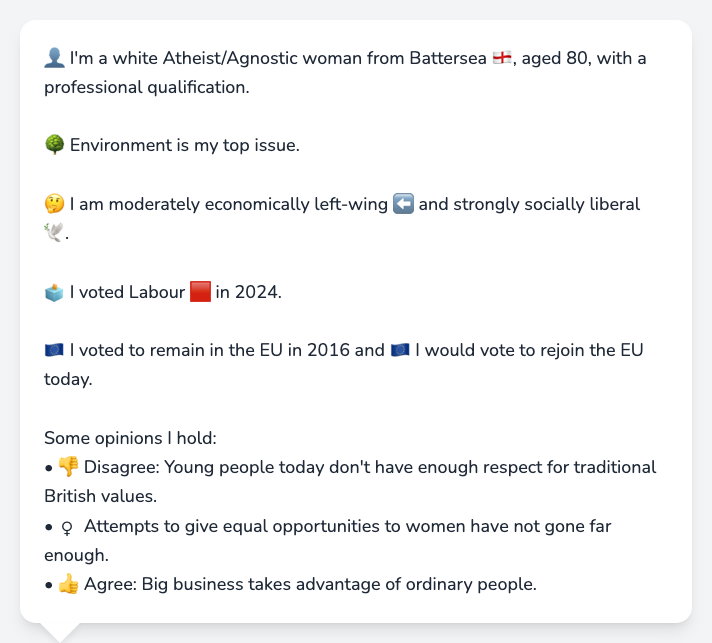 👤 I'm a white Atheist/Agnostic woman from Battersea 🏴󠁧󠁢󠁥󠁮󠁧󠁿, aged 80, with a
professional qualification.
🌳 Environment is my top issue.
🤔 I am moderately economically left-wing ⬅️ and strongly socially liberal
🕊️.
🗳️ I voted Labour 🟥 in 2024.
🇪🇺 I voted to remain in the EU in 2016 and 🇪🇺 I would vote to rejoin the EU
today.
Some opinions I hold:
• 👎 Disagree: Young people today don't have enough respect for traditional
British values.
• ♀ Attempts to give equal opportunities to women have not gone far
enough.
• 👍 Agree: Big business takes advantage of ordinary people.